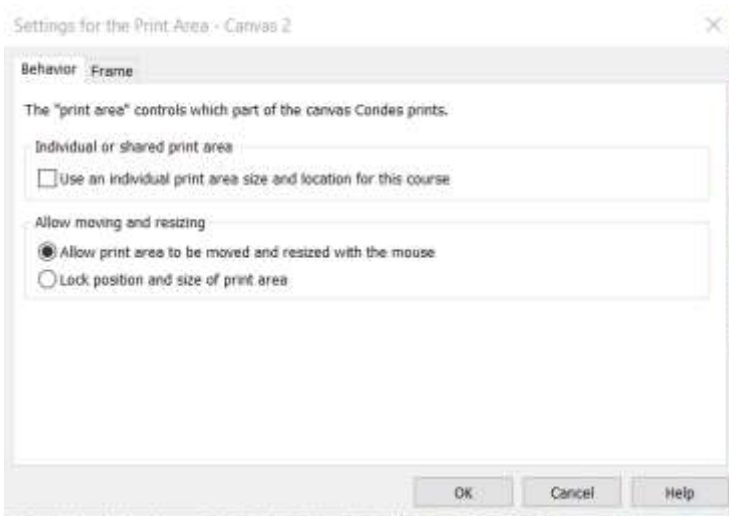 Settings for the Print Area - Canvas 2
Behavior Frame
The "print area" controls which part of the canvas Condes prints.
Individual or shared print area
Use an individual print area size and location for this course
Allow moving and resizing
Allow print area to be moved and resized with the mouse
Lock position and size of print area
OK Cancel Help